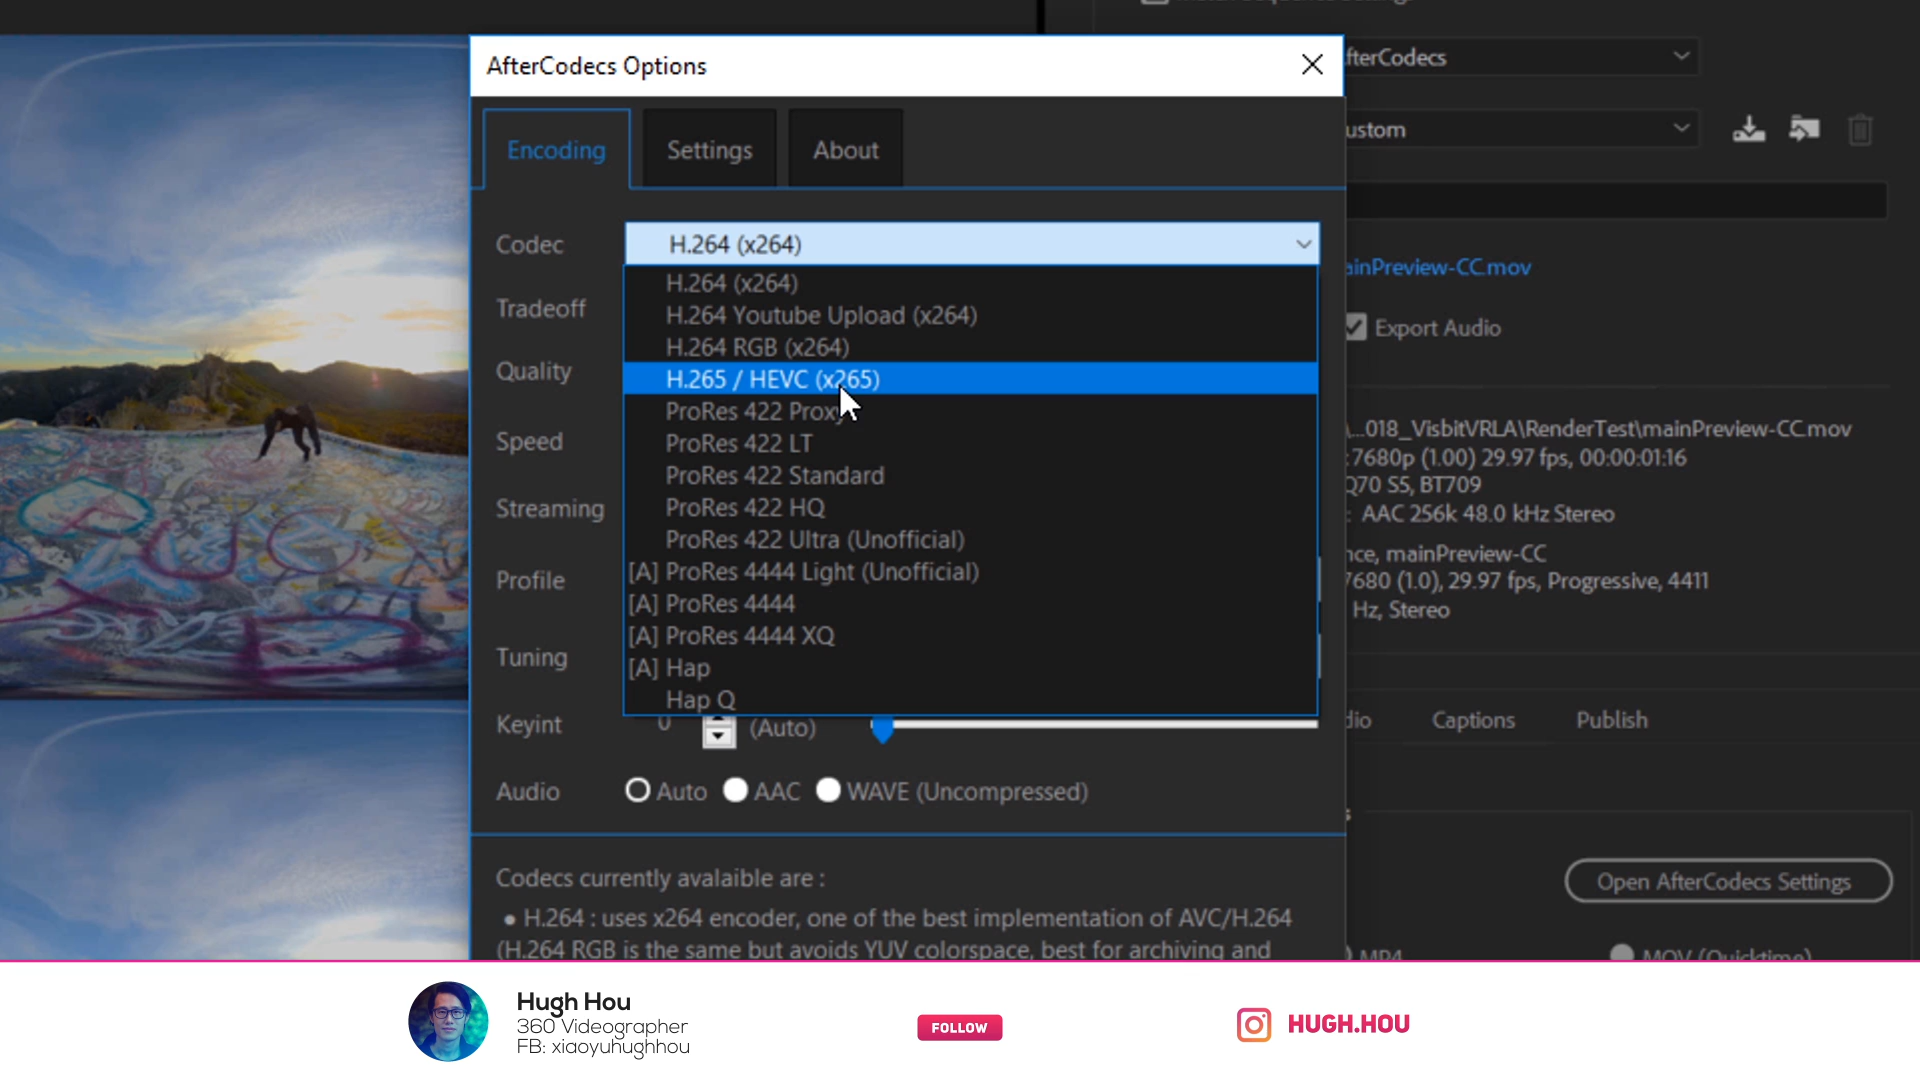 AfterCodecs Options
fterCodecs
Encoding
Settings
About
ustom
Codec
H.264 (x264)
H.264 (x264)
H.264 Youtube Upload (x264)
H.264 RGB (x264)
H.265 / HEVC (x265)
ProRes 422 Proxy
ProRes 422 LT
ProRes 422 Standard
ProRes 422 HQ
ProRes 422 Ultra (Unofficial)
[A] ProRes 4444 Light (Unofficial)
[A] ProRes 4444
[A] ProRes 4444 XQ
[A] Hap
Hap Q
Tradeoff
Quality
Speed
Streaming
Profile
Tuning
Keyint
0
(Auto)
Audio
Auto
AAC
WAVE (Uncompressed)
Codecs currently avalaible are :
• H.264 : uses x264 encoder, one of the best implementation of AVC/H.264
(H.264 RGB is the same but avoids YUV colorspace, best for archiving and
ainPreview-CC.mov
Export Audio
\...018_VisbitVRLA\RenderTest\mainPreview-CC.mov
7680p (1.00) 29.97 fps, 00:00:01:16
Q70 S5, BT709
: AAC 256k 48.0 kHz Stereo
nce, mainPreview-CC
7680 (1.0), 29.97 fps, Progressive, 4411
Hz, Stereo
dio
Captions
Publish
Open AfterCodecs Settings
MP4
MOV (Quicktime)
Hugh Hou
360 Videographer
FB: xiaoyuhughhou
FOLLOW
HUGH.HOU